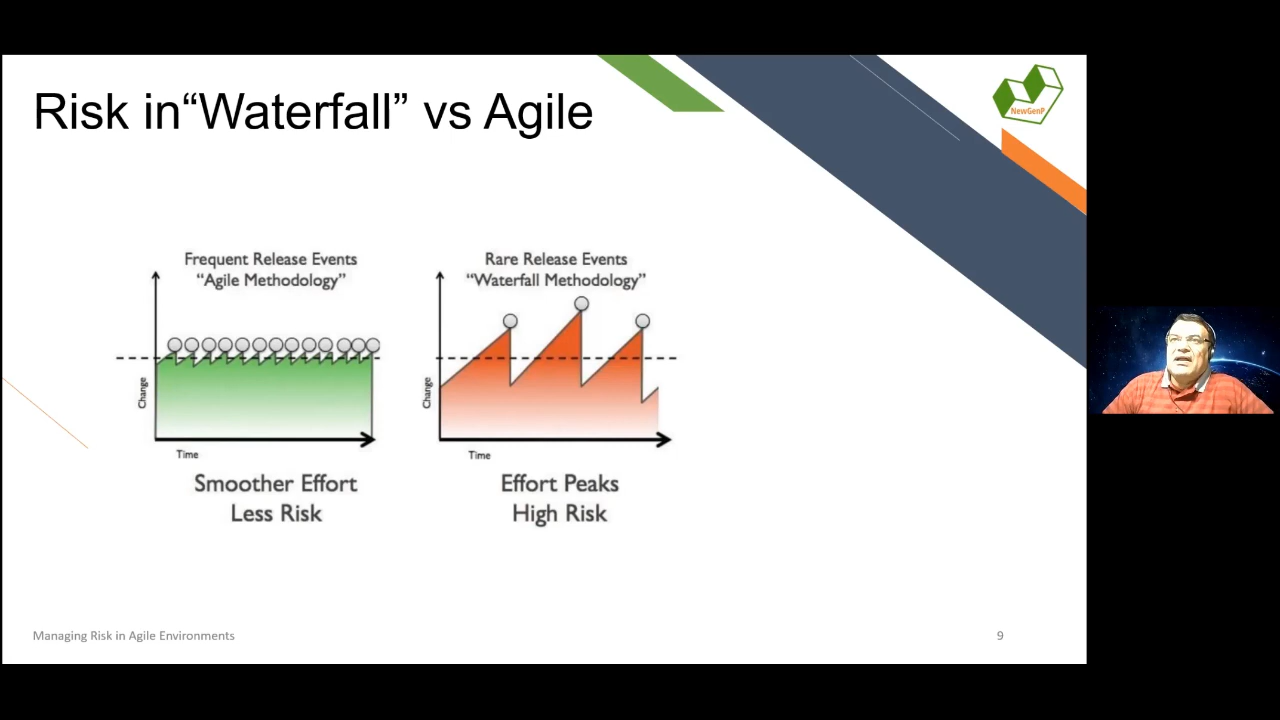 Risk in“Waterfall” vs Agile
NewGenP
Frequent Release Events
“Agile Methodology”
Change
Time
Smoother Effort
Less Risk
Rare Release Events
“Waterfall Methodology”
Change
Time
Effort Peaks
High Risk
Managing Risk in Agile Environments
9